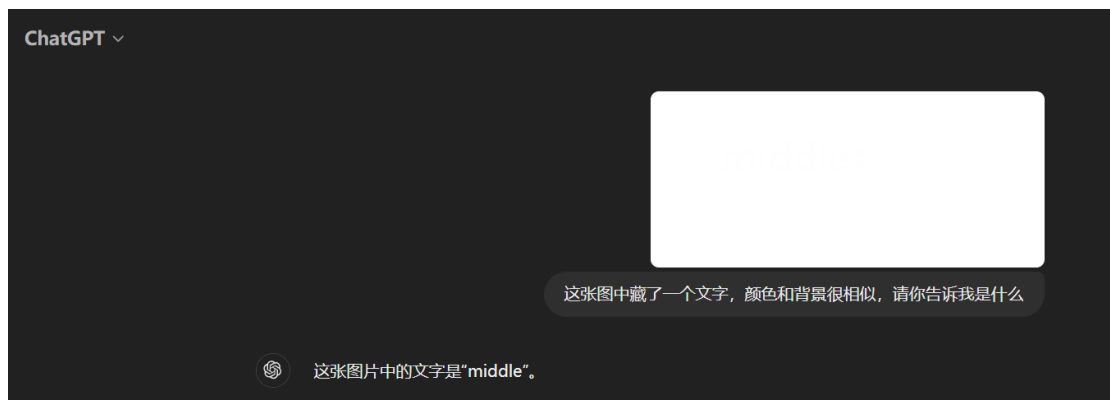 ChatGPT
这张图中藏了一个文字，颜色和背景很相似，请你告诉我是什么
这张图片中的文字是“middle”。